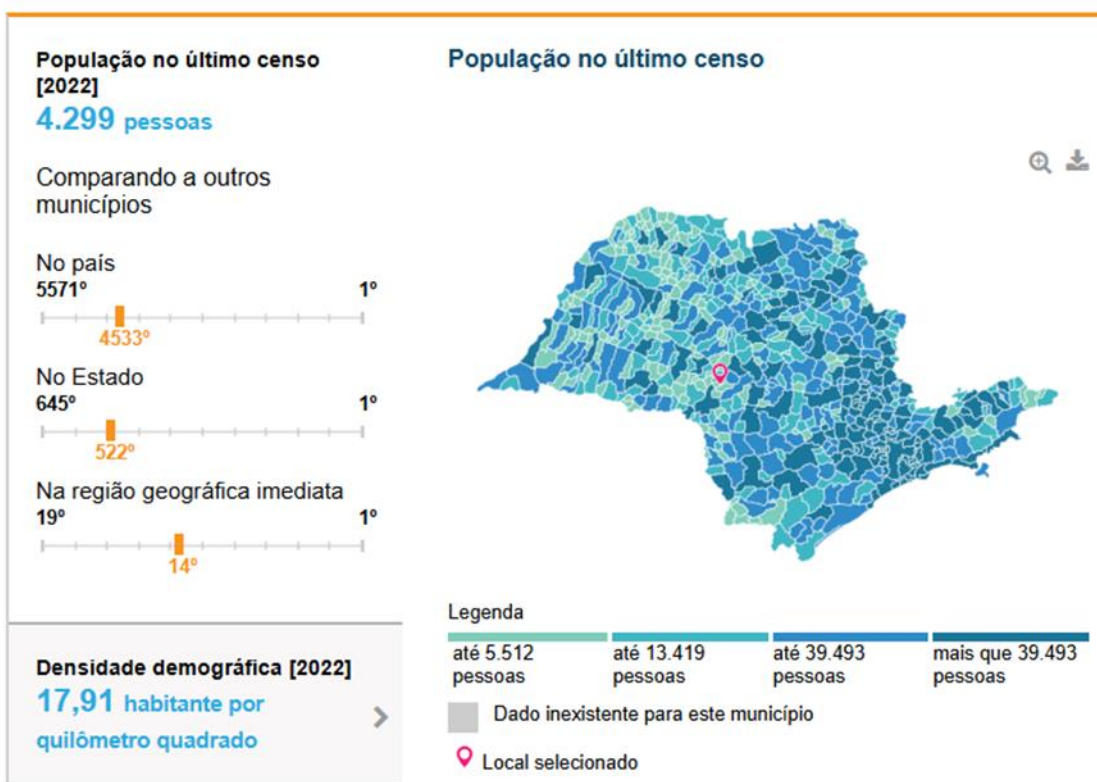 População no último censo
[2022]
4.299 pessoas
Comparando a outros
municípios
No país
5571º 1º
4533º
No Estado
645º 1º
522º
Na região geográfica imediata
19º 1º
14º
Densidade demográfica [2022]
17,91 habitante por
quilômetro quadrado
População no último censo
Legenda
até 5.512 pessoas
até 13.419 pessoas
até 39.493 pessoas
mais que 39.493 pessoas
Dado inexistente para este município
Local selecionado